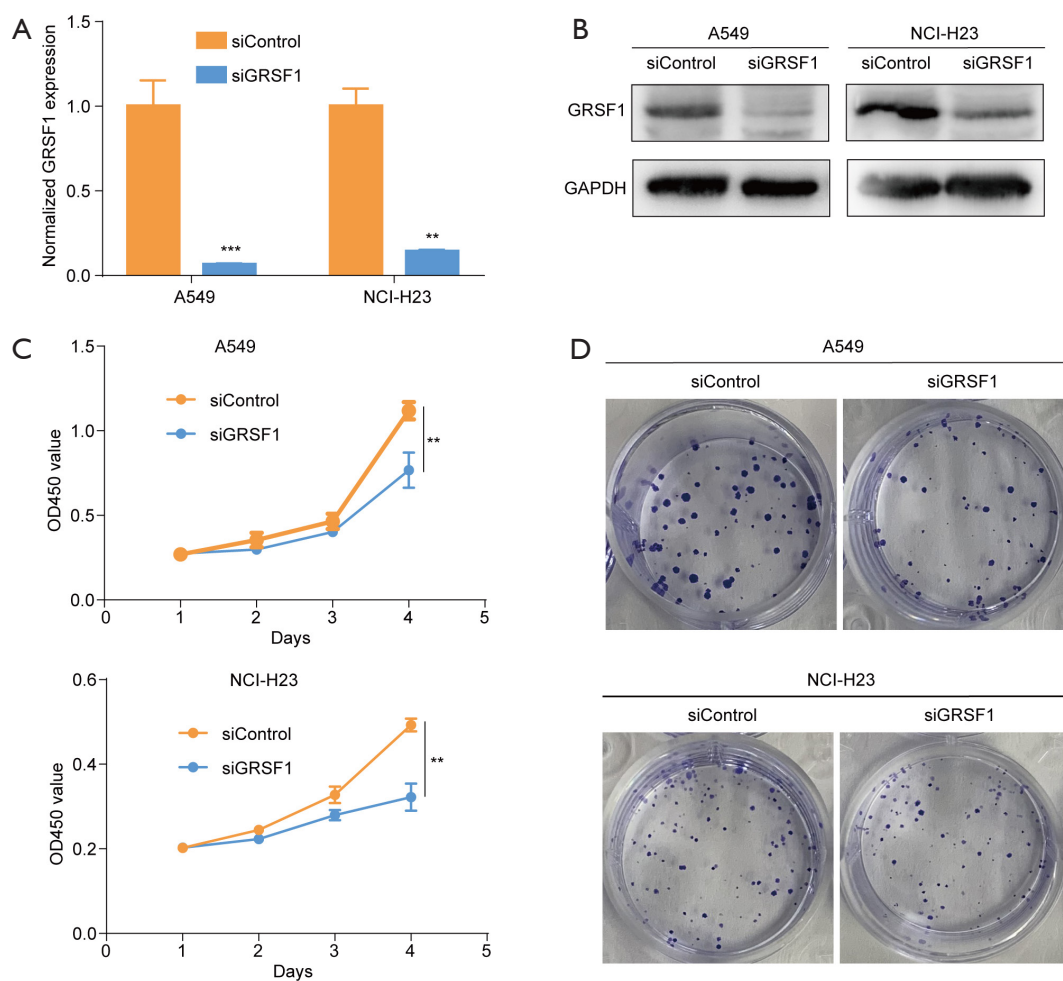 A
Normalized GRSF1 expression
1.5
1.0
0.5
0.0
siControl
siGRSF1
***
**
A549
NCI-H23
B
A549
NCI-H23
siControl
siGRSF1
siControl
siGRSF1
GRSF1
GAPDH
C
A549
OD450 value
1.5
1.0
0.5
0.0
siControl
siGRSF1
**
0
1
2
3
4
5
Days
NCI-H23
OD450 value
0.6
0.4
0.2
0.0
siControl
siGRSF1
**
0
1
2
3
4
5
Days
D
A549
siControl
siGRSF1
NCI-H23
siControl
siGRSF1